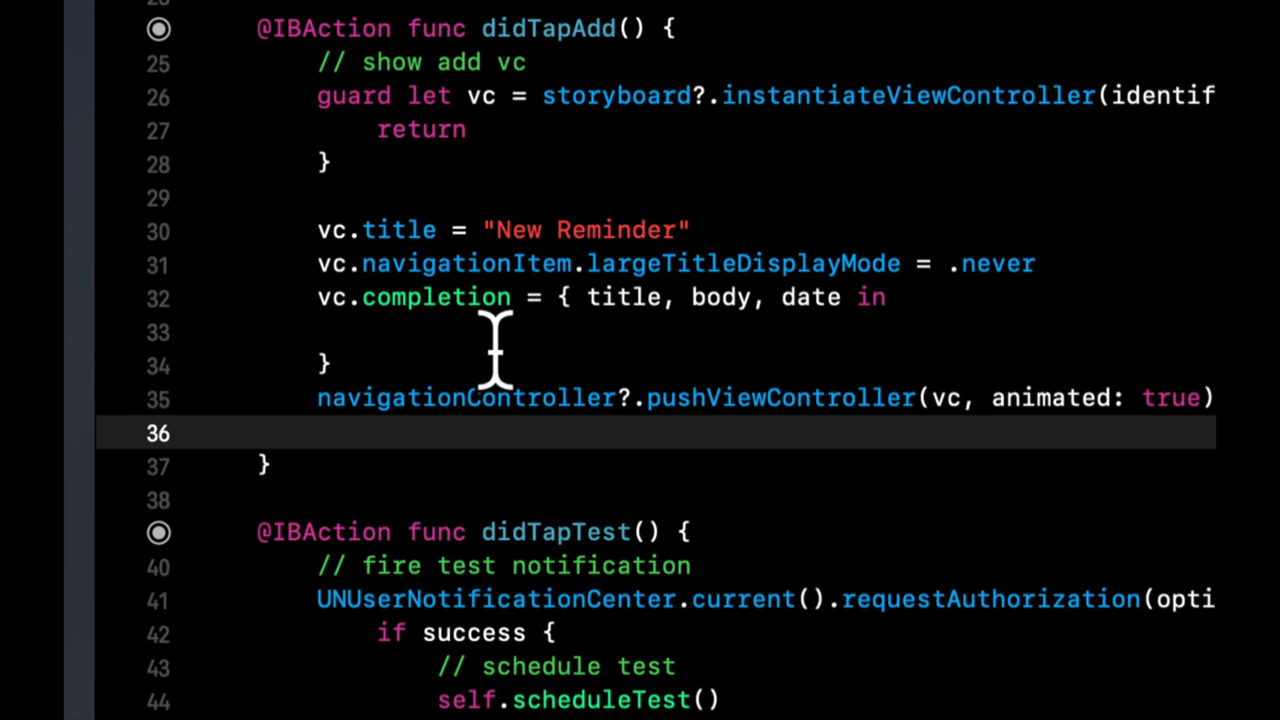 @IBAction func didTapAdd() {
25 // show add vc
26 guard let vc = storyboard?.instantiateViewController(identif
27 return
28 }
29
30 vc.title = "New Reminder"
31 vc.navigationItem.largeTitleDisplayMode = .never
32 vc.completion = { title, body, date in
33
34 }
35 navigationController?.pushViewController(vc, animated: true)
36
37 }
38
@IBAction func didTapTest() {
40 // fire test notification
41 UNUserNotificationCenter.current().requestAuthorization(opti
42 if success {
43 // schedule test
44 self.scheduleTest()